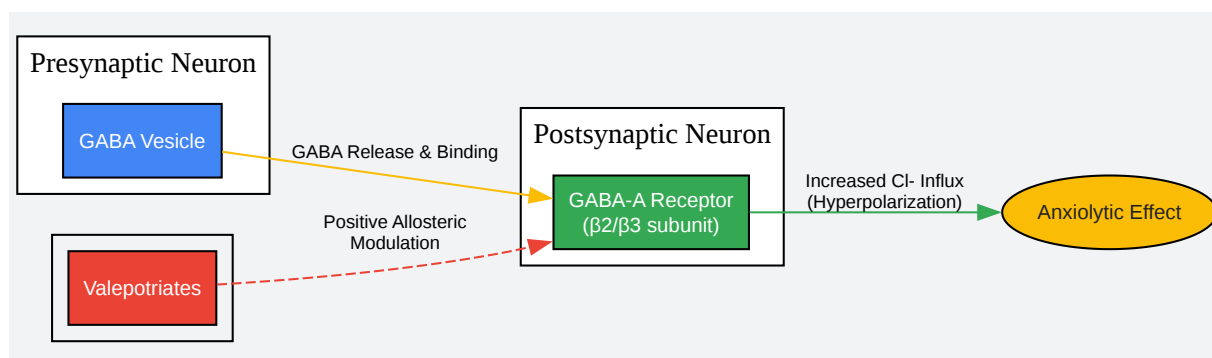 Presynaptic Neuron
GABA Vesicle
GABA Release & Binding
Postsynaptic Neuron
GABA-A Receptor
(β2/β3 subunit)
Increased Cl- Influx
(Hyperpolarization)
Anxiolytic Effect
Positive Allosteric
Modulation
Valepotriates